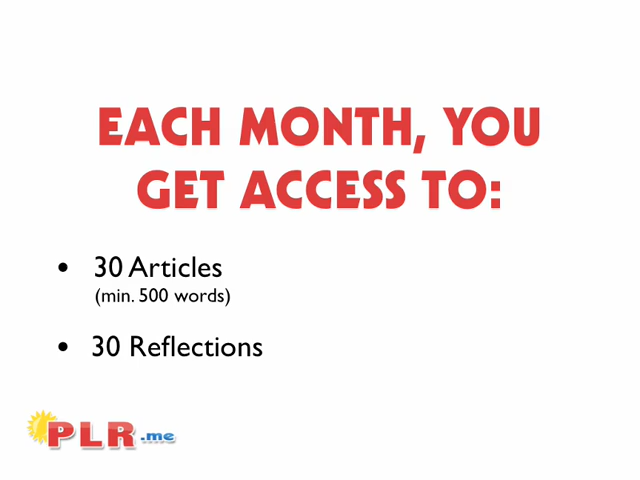 EACH MONTH, YOU
GET ACCESS TO:
• 30 Articles
(min. 500 words)
• 30 Reflections
PLR.me